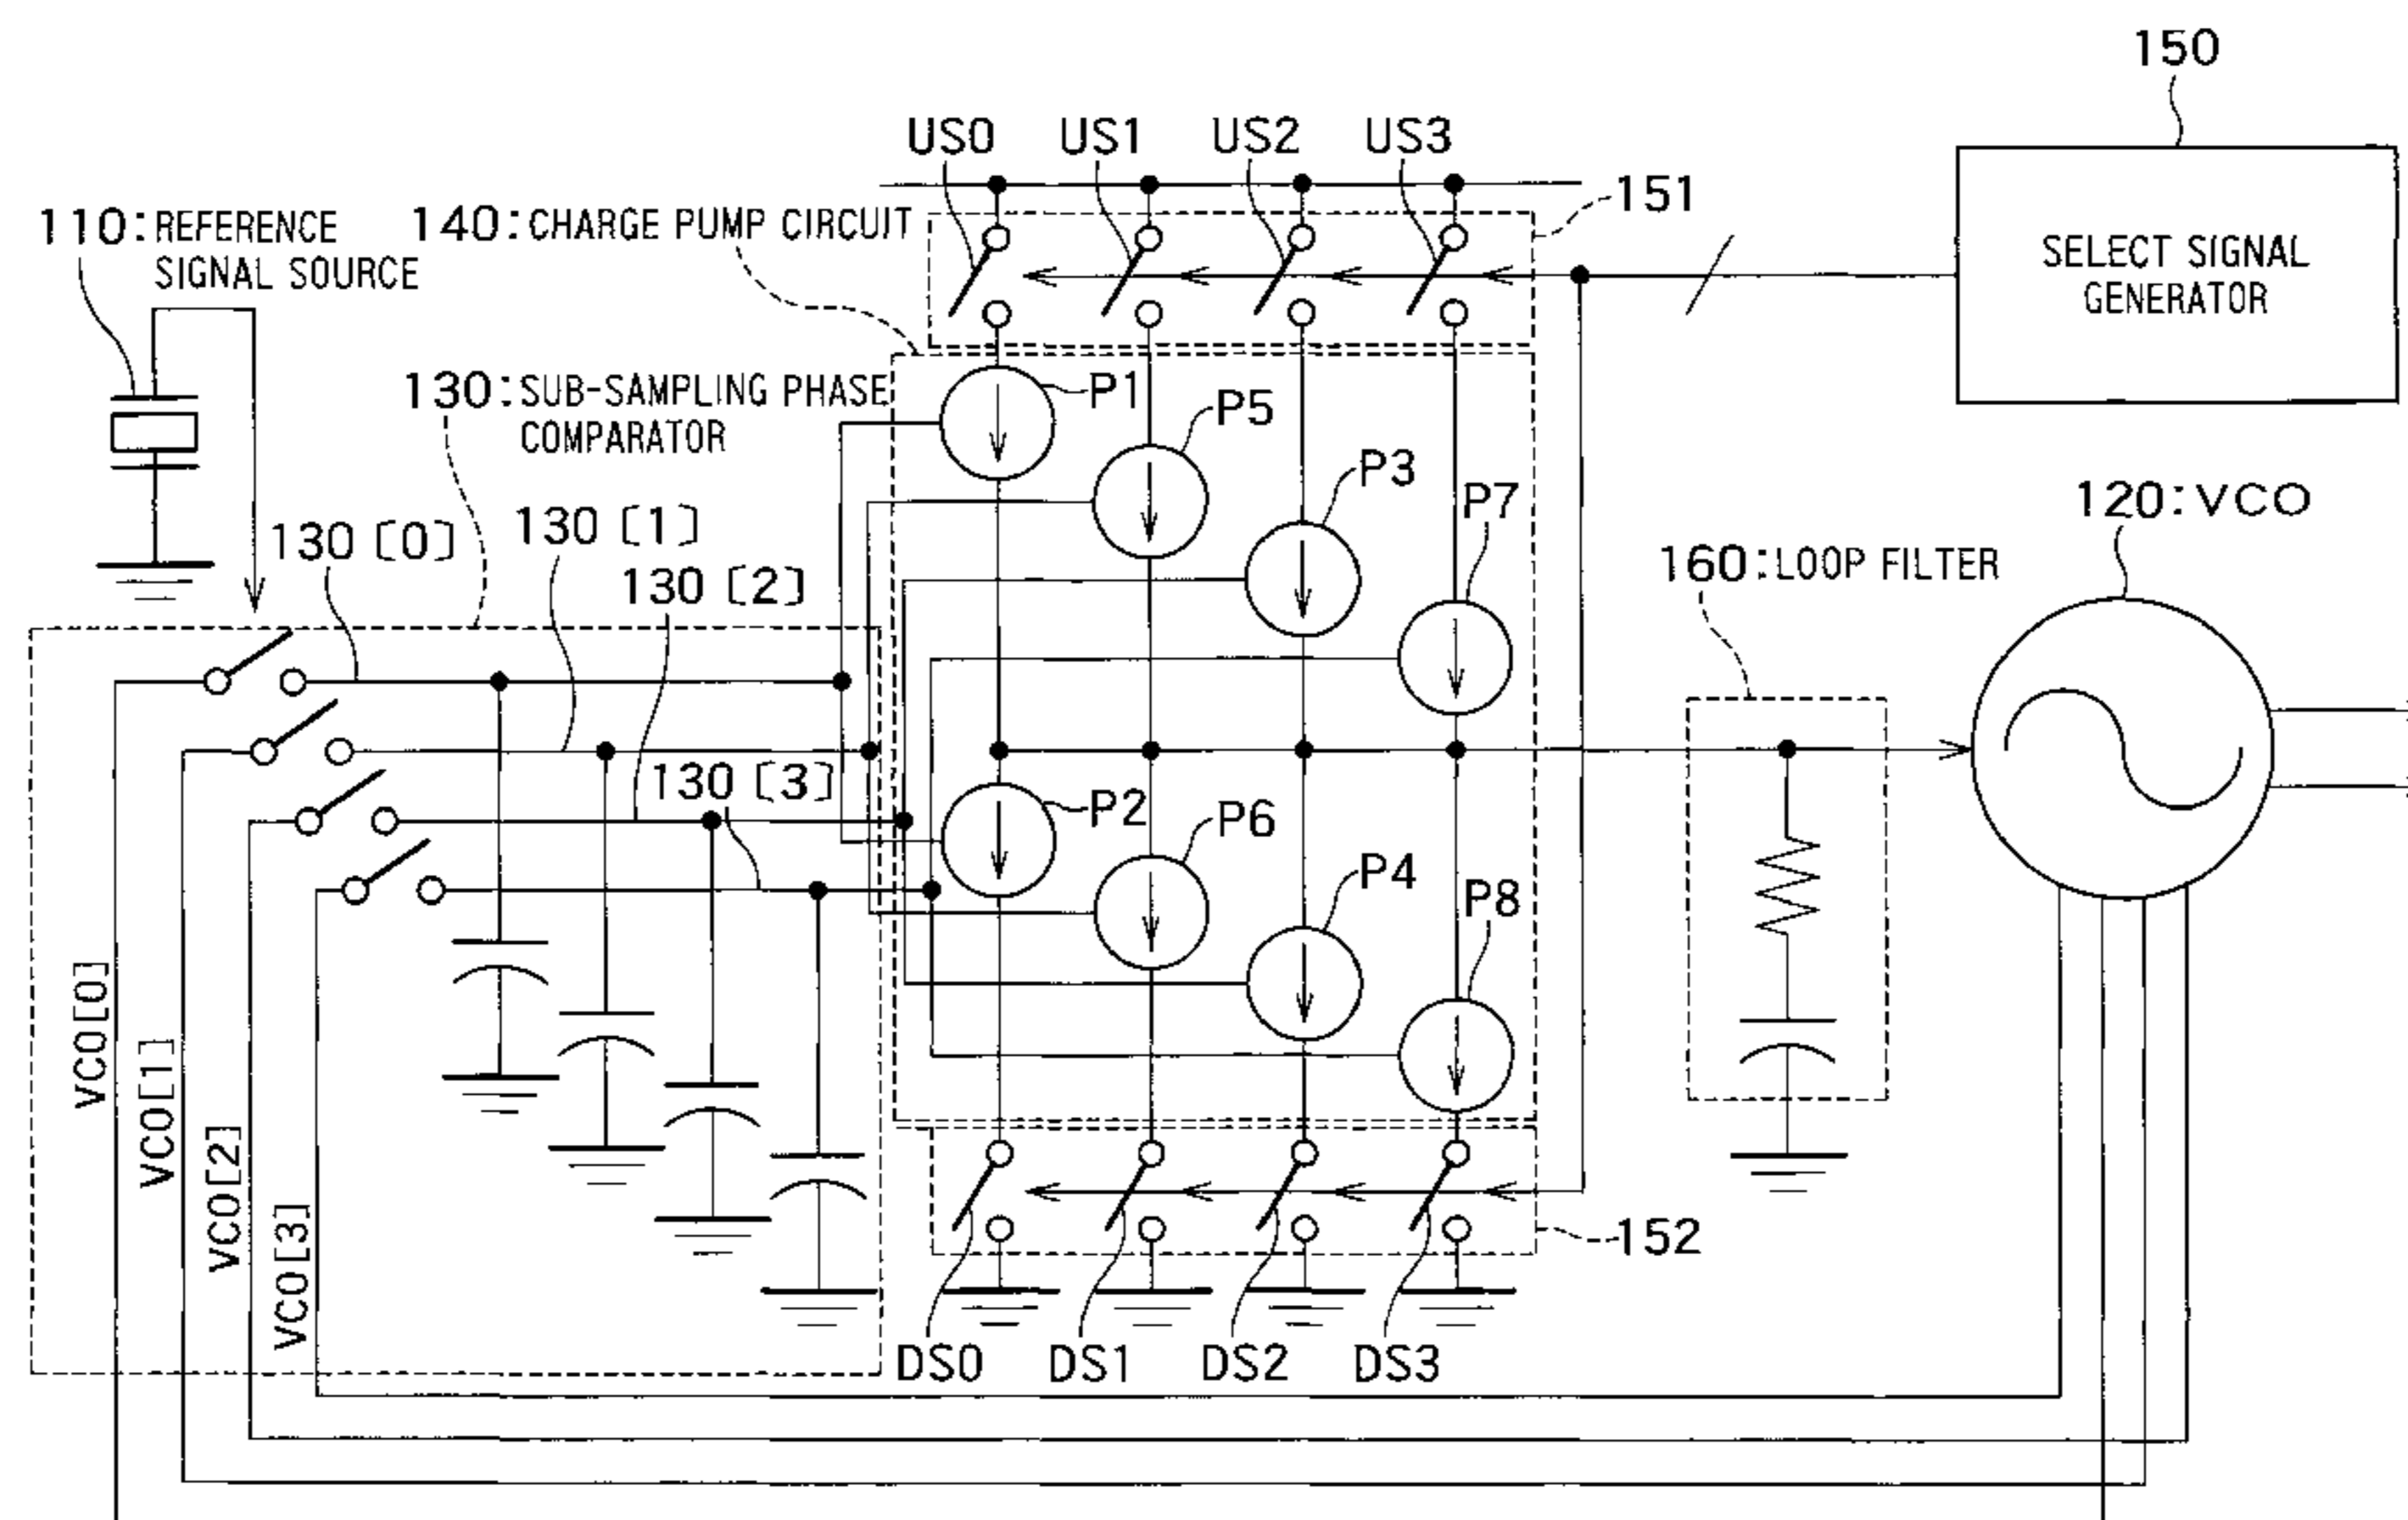 150
US0 US1 US2 US3
151
110:REFERENCE
SIGNAL SOURCE
140:CHARGE PUMP CIRCUIT
SELECT SIGNAL
GENERATOR
130:SUB-SAMPLING PHASE
COMPARATOR
P1
P5
P3
P7
120:VCO
160:LOOP FILTER
130 [0]
130 [1]
130 [2]
130 [3]
P2
P6
P4
P8
VCO[0]
VCO[1]
VCO[2]
VCO[3]
152
DS0 DS1 DS2 DS3